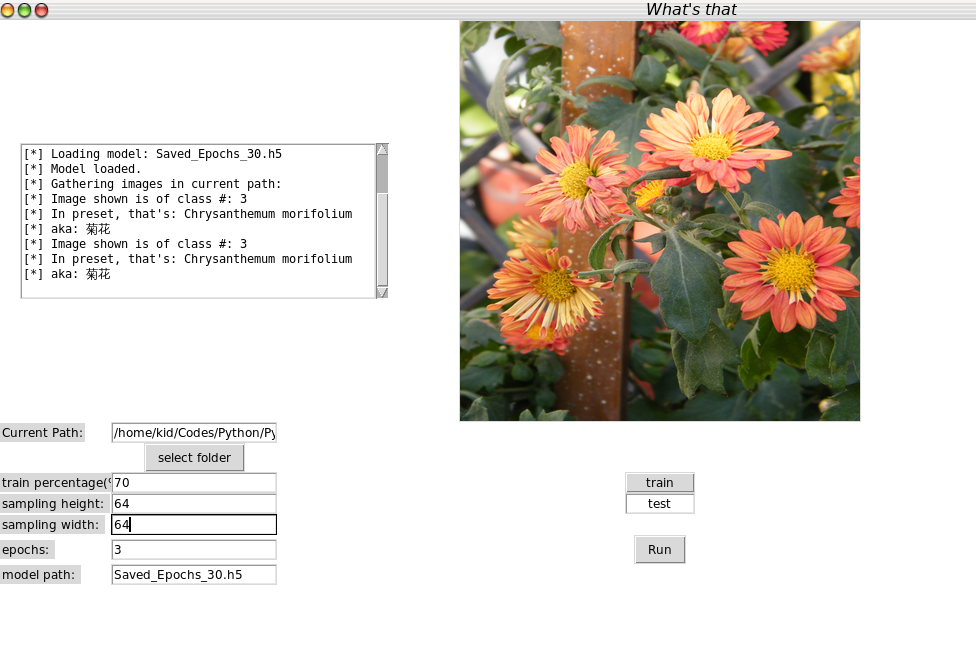 What's that
[*] Loading model: Saved_Epochs_30.h5
[*] Model loaded.
[*] Gathering images in current path:
[*] Image shown is of class #: 3
[*] In preset, that's: Chrysanthemum morifolium
[*] aka: 菊花
[*] Image shown is of class #: 3
[*] In preset, that's: Chrysanthemum morifolium
[*] aka: 菊花
Current Path: /home/kid/Codes/Python/Py
select folder
train percentage(% 70
train
sampling height: 64
test
sampling width: 64
epochs: 3
Run
model path: Saved_Epochs_30.h5